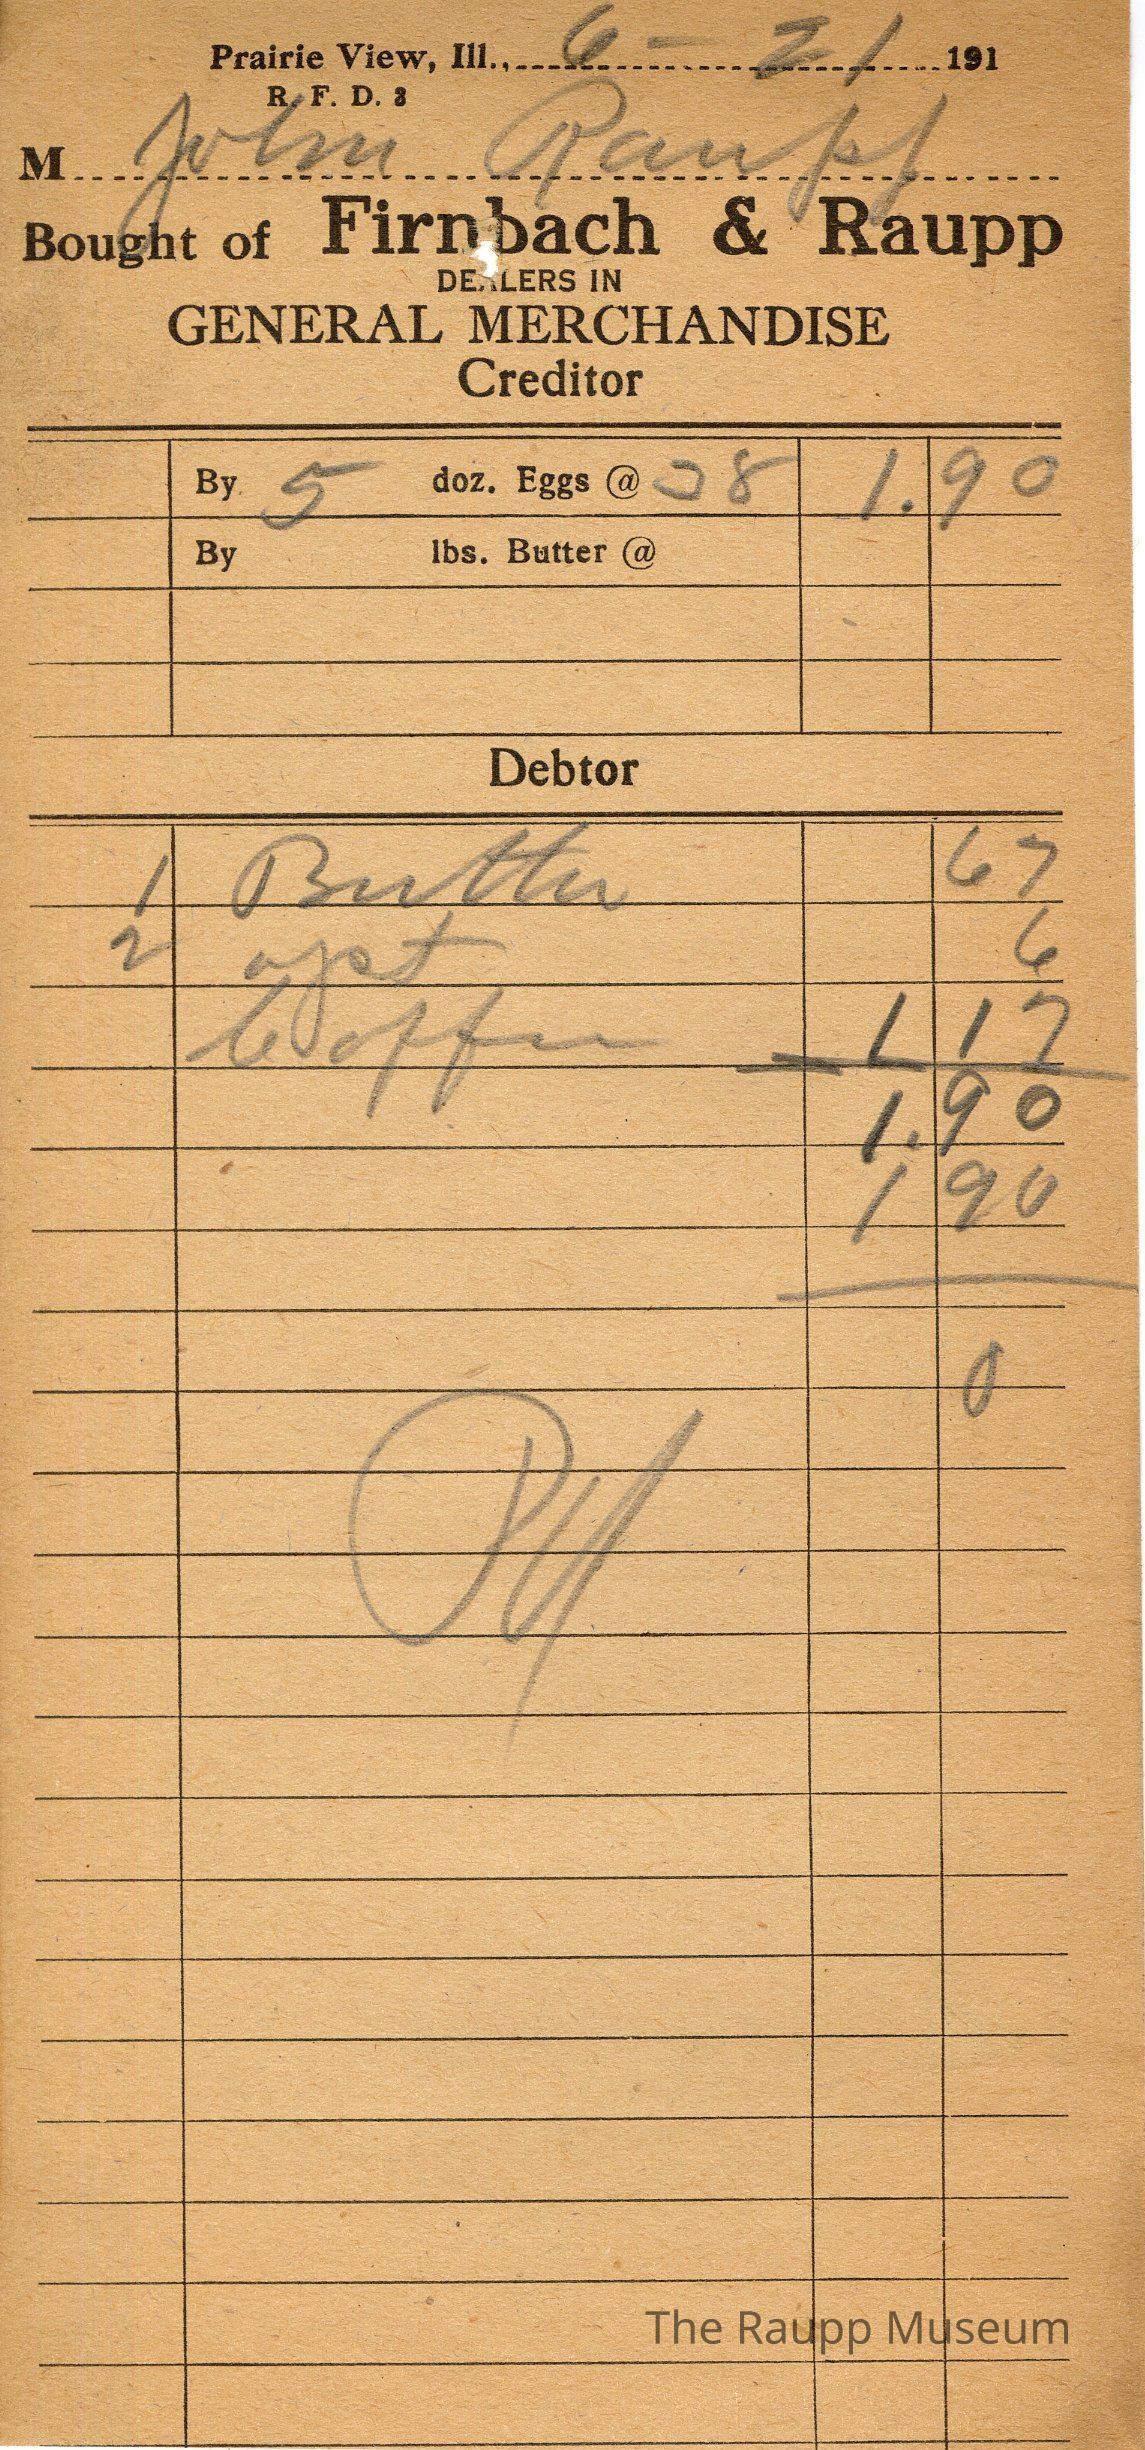 Prairie View, Ill., 6 - 21 191
R. F. D. 3
M John Raupp
Bought of Firnbach & Raupp
DEALERS IN
GENERAL MERCHANDISE
Creditor
By 5 doz. Eggs @ 38 1.90
By lbs. Butter @
Debtor
1 Butter 67
2 yst 6
Coffee 1 17
1.90
1 90
0
The Raupp Museum